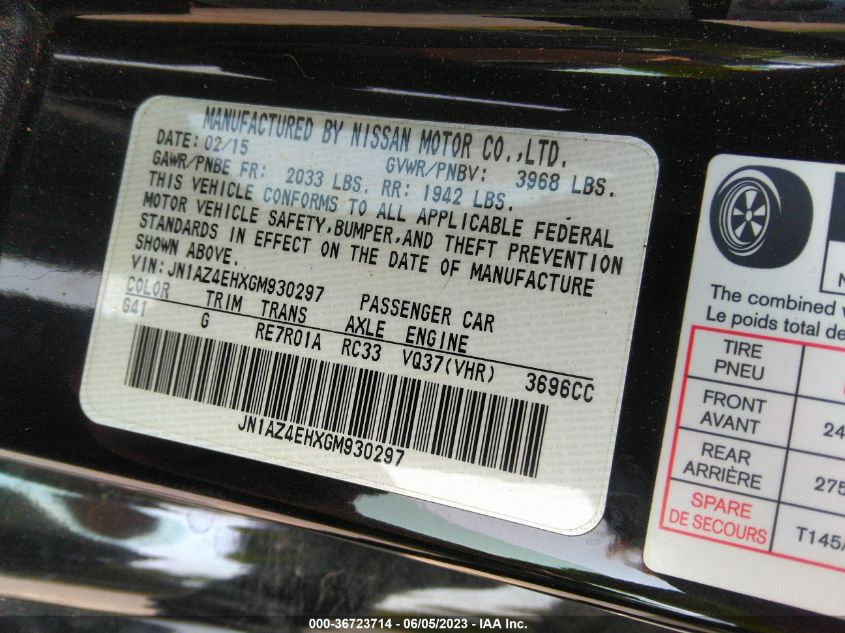 MANUFACTURED BY NISSAN MOTOR CO.,LTD.
DATE: 02/15 GVWR/PNBV: 3968 LBS.
GAWR/PNBE FR: 2033 LBS. RR: 1942 LBS.
THIS VEHICLE CONFORMS TO ALL APPLICABLE FEDERAL
MOTOR VEHICLE SAFETY,BUMPER,AND THEFT PREVENTION
STANDARDS IN EFFECT ON THE DATE OF MANUFACTURE
SHOWN ABOVE.
VIN:JN1AZ4EHXGM930297 PASSENGER CAR
COLOR TRIM TRANS AXLE ENGINE
G41 G RE7R01A RC33 VQ37(VHR) 3696CC
JN1AZ4EHXGM930297
The combined
Le poids total de
TIRE
PNEU
FRONT
AVANT
24
REAR
ARRIÈRE
275
SPARE
DE SECOURS
T145/
000-36723714 - 06/05/2023 - IAA Inc.